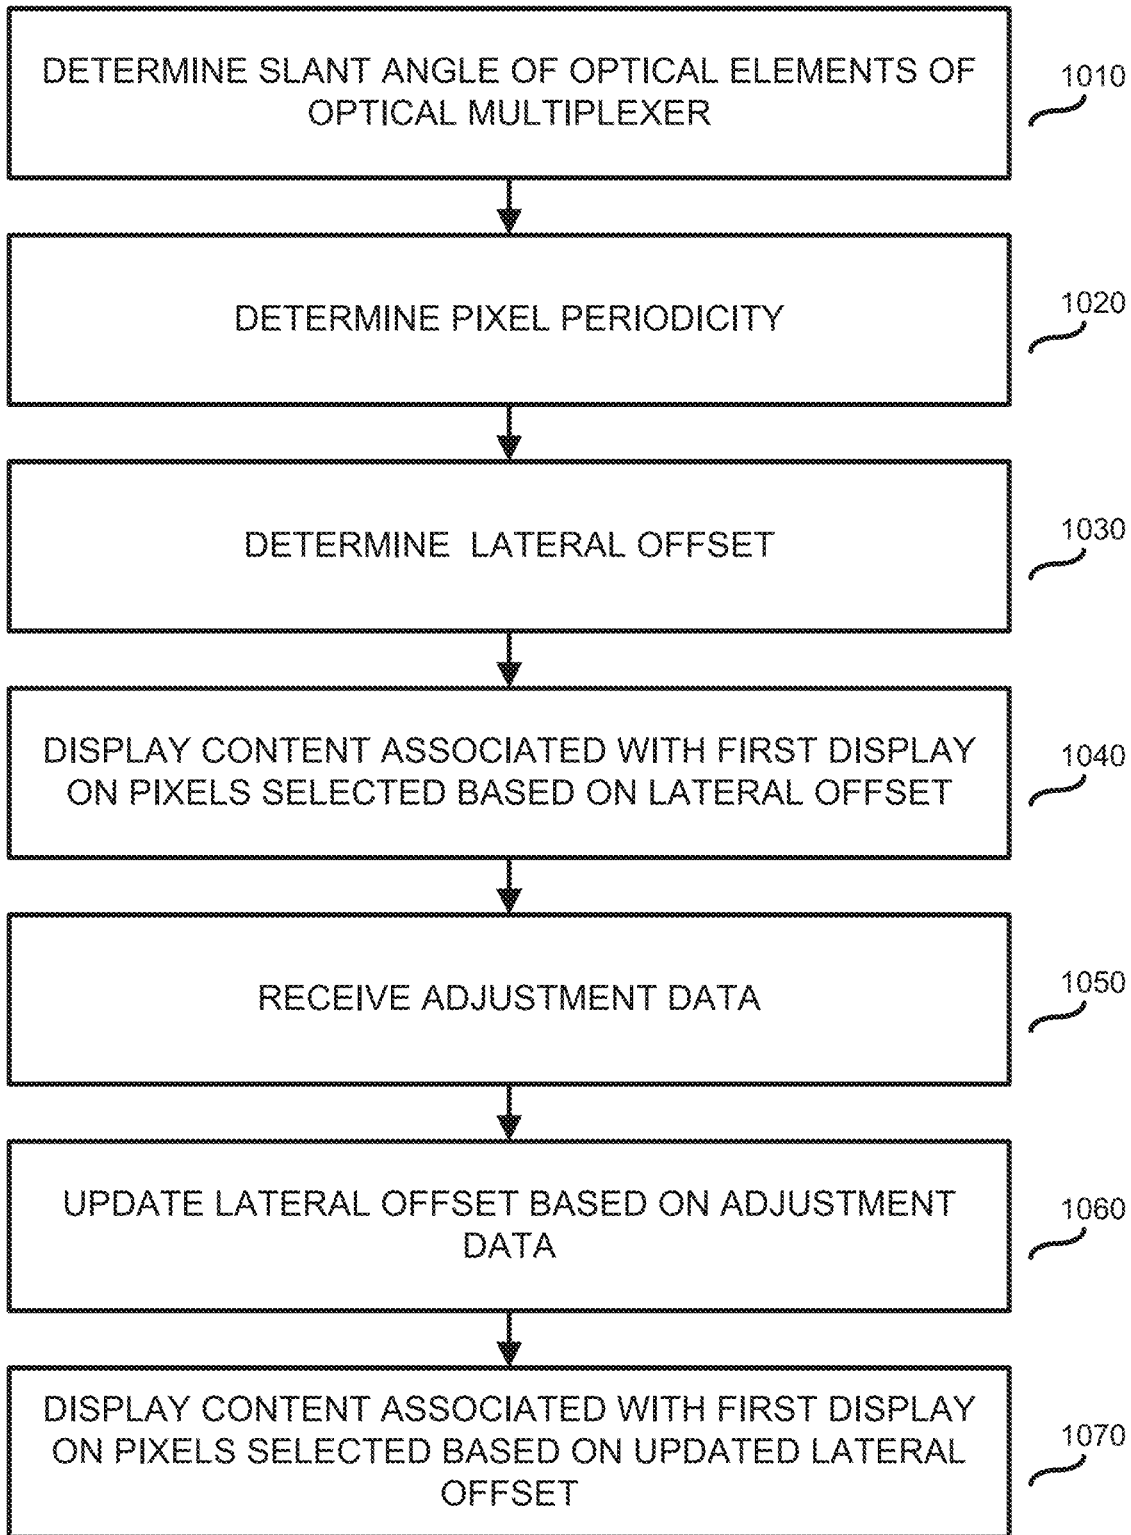 DETERMINE SLANT ANGLE OF OPTICAL ELEMENTS OF
OPTICAL MULTIPLEXER
1010
DETERMINE PIXEL PERIODICITY
1020
DETERMINE LATERAL OFFSET
1030
DISPLAY CONTENT ASSOCIATED WITH FIRST DISPLAY
ON PIXELS SELECTED BASED ON LATERAL OFFSET
1040
RECEIVE ADJUSTMENT DATA
1050
UPDATE LATERAL OFFSET BASED ON ADJUSTMENT
DATA
1060
DISPLAY CONTENT ASSOCIATED WITH FIRST DISPLAY
ON PIXELS SELECTED BASED ON UPDATED LATERAL
OFFSET
1070